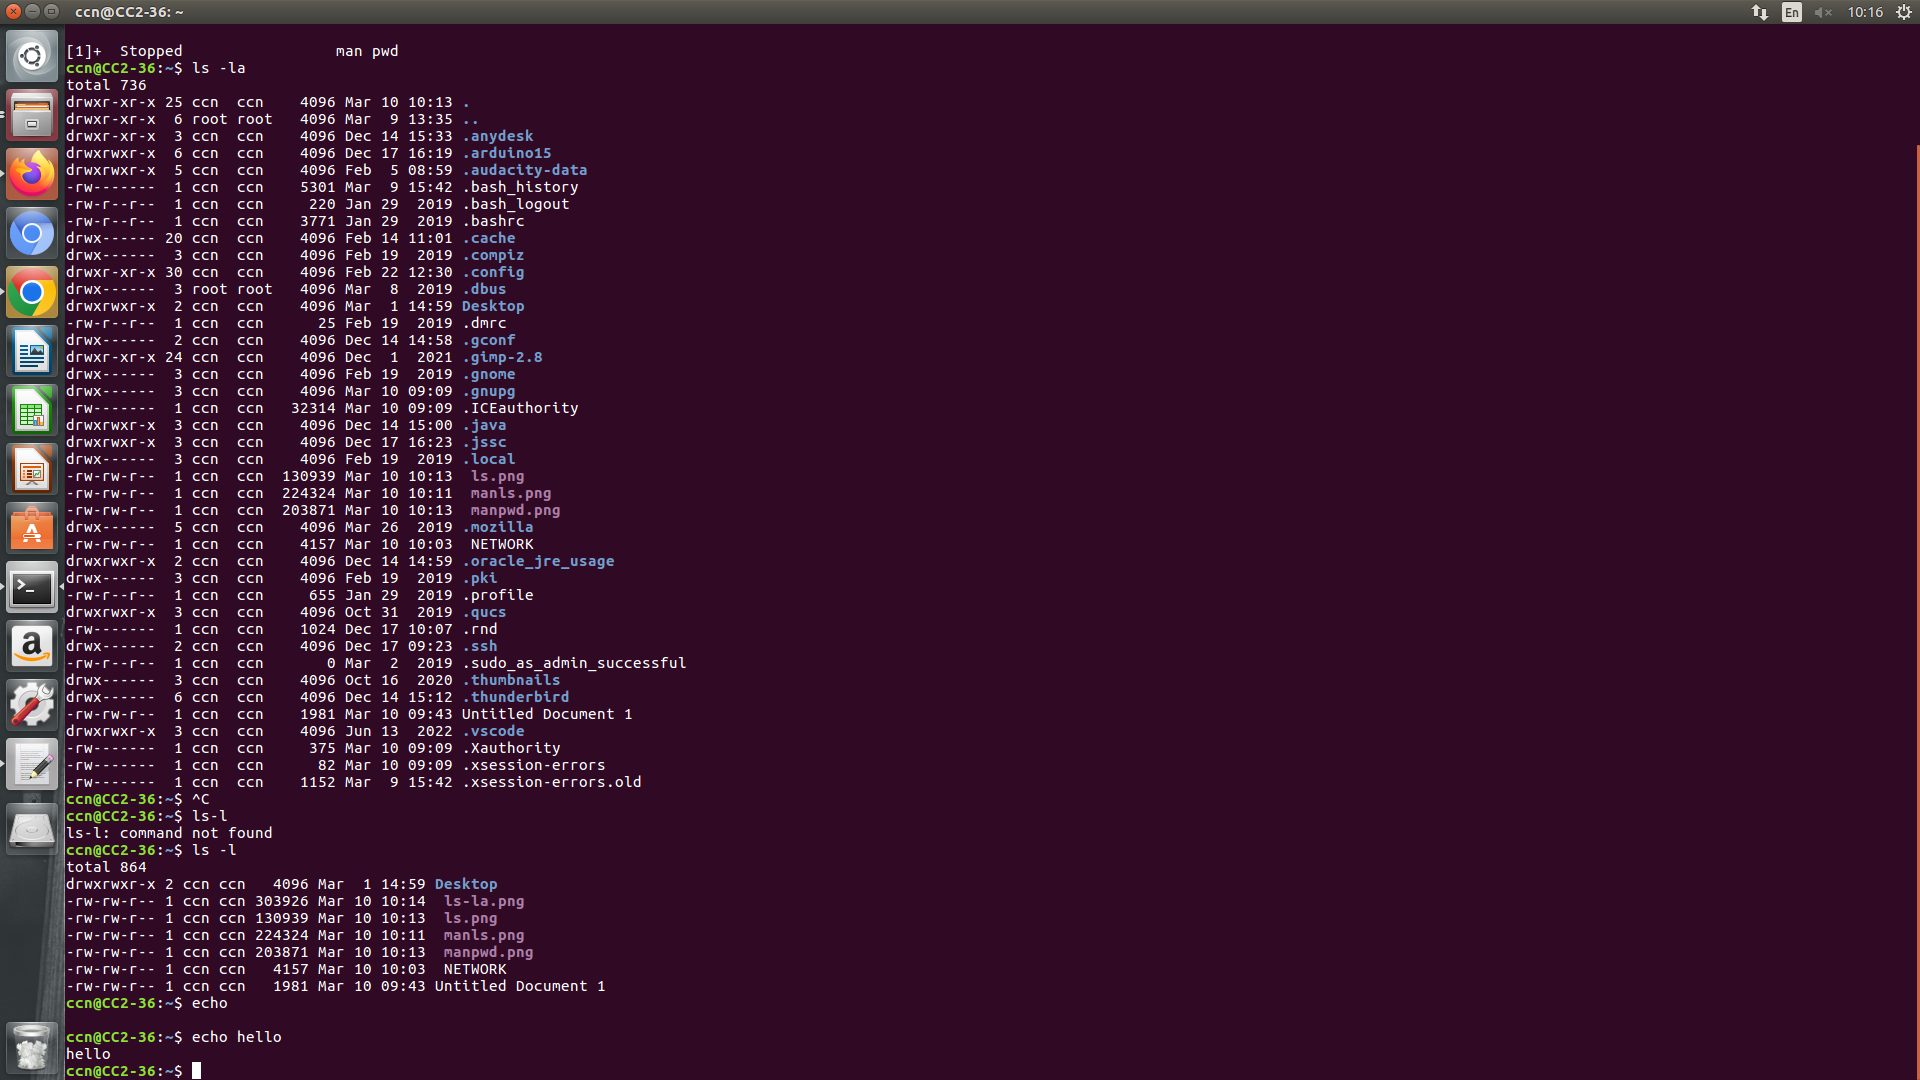 ccn@CC2-36: ~
En
10:16
[1]+  Stopped                 man pwd
ccn@CC2-36:~$ ls -la
total 736
drwxr-xr-x 25 ccn  ccn    4096 Mar 10 10:13 .
drwxr-xr-x  6 root root   4096 Mar  9 13:35 ..
drwxr-xr-x  3 ccn  ccn    4096 Dec 14 15:33 .anydesk
drwxrwxr-x  6 ccn  ccn    4096 Dec 17 16:19 .arduino15
drwxrwxr-x  5 ccn  ccn    4096 Feb  5 08:59 .audacity-data
-rw-------  1 ccn  ccn    5301 Mar  9 15:42 .bash_history
-rw-r--r--  1 ccn  ccn     220 Jan 29  2019 .bash_logout
-rw-r--r--  1 ccn  ccn    3771 Jan 29  2019 .bashrc
drwx------ 20 ccn  ccn    4096 Feb 14 11:01 .cache
drwx------  3 ccn  ccn    4096 Feb 19  2019 .compiz
drwxr-xr-x 30 ccn  ccn    4096 Feb 22 12:30 .config
drwx------  3 root root   4096 Mar  8  2019 .dbus
drwxrwxr-x  2 ccn  ccn    4096 Mar  1 14:59 Desktop
-rw-r--r--  1 ccn  ccn      25 Feb 19  2019 .dmrc
drwx------  2 ccn  ccn    4096 Dec 14 14:58 .gconf
drwxr-xr-x 24 ccn  ccn    4096 Dec  1  2021 .gimp-2.8
drwx------  3 ccn  ccn    4096 Feb 19  2019 .gnome
drwx------  3 ccn  ccn    4096 Mar 10 09:09 .gnupg
-rw-------  1 ccn  ccn   32314 Mar 10 09:09 .ICEauthority
drwxrwxr-x  3 ccn  ccn    4096 Dec 14 15:00 .java
drwxrwxr-x  3 ccn  ccn    4096 Dec 17 16:23 .jssc
drwx------  3 ccn  ccn    4096 Feb 19  2019 .local
-rw-rw-r--  1 ccn  ccn  130939 Mar 10 10:13  ls.png
-rw-rw-r--  1 ccn  ccn  224324 Mar 10 10:11  manls.png
-rw-rw-r--  1 ccn  ccn  203871 Mar 10 10:13  manpwd.png
drwx------  5 ccn  ccn    4096 Mar 26  2019 .mozilla
-rw-rw-r--  1 ccn  ccn    4157 Mar 10 10:03  NETWORK
drwxrwxr-x  2 ccn  ccn    4096 Dec 14 14:59 .oracle_jre_usage
drwx------  3 ccn  ccn    4096 Feb 19  2019 .pki
-rw-r--r--  1 ccn  ccn     655 Jan 29  2019 .profile
drwxrwxr-x  3 ccn  ccn    4096 Oct 31  2019 .qucs
-rw-------  1 ccn  ccn    1024 Dec 17 10:07 .rnd
drwx------  2 ccn  ccn    4096 Dec 17 09:23 .ssh
-rw-r--r--  1 ccn  ccn       0 Mar  2  2019 .sudo_as_admin_successful
drwx------  3 ccn  ccn    4096 Oct 16  2020 .thumbnails
drwx------  6 ccn  ccn    4096 Dec 14 15:12 .thunderbird
-rw-rw-r--  1 ccn  ccn    1981 Mar 10 09:43 Untitled Document 1
drwxrwxr-x  3 ccn  ccn    4096 Jun 13  2022 .vscode
-rw-------  1 ccn  ccn     375 Mar 10 09:09 .Xauthority
-rw-------  1 ccn  ccn      82 Mar 10 09:09 .xsession-errors
-rw-------  1 ccn  ccn    1152 Mar  9 15:42 .xsession-errors.old
ccn@CC2-36:~$ ^C
ccn@CC2-36:~$ ls-l
ls-l: command not found
ccn@CC2-36:~$ ls -l
total 864
drwxrwxr-x 2 ccn ccn   4096 Mar  1 14:59 Desktop
-rw-rw-r-- 1 ccn ccn 303926 Mar 10 10:14  ls-la.png
-rw-rw-r-- 1 ccn ccn 130939 Mar 10 10:13  ls.png
-rw-rw-r-- 1 ccn ccn 224324 Mar 10 10:11  manls.png
-rw-rw-r-- 1 ccn ccn 203871 Mar 10 10:13  manpwd.png
-rw-rw-r-- 1 ccn ccn   4157 Mar 10 10:03  NETWORK
-rw-rw-r-- 1 ccn ccn   1981 Mar 10 09:43 Untitled Document 1
ccn@CC2-36:~$ echo
ccn@CC2-36:~$ echo hello
hello
ccn@CC2-36:~$